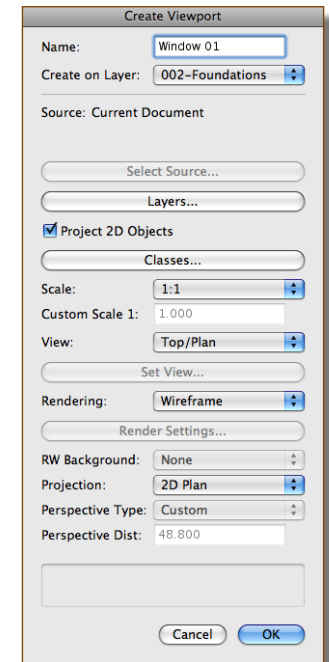 Create Viewport
Name: Window 01
Create on Layer: 002-Foundations
Source: Current Document
Select Source...
Layers...
Project 2D Objects
Classes...
Scale: 1:1
Custom Scale 1: 1.000
View: Top/Plan
Set View...
Rendering: Wireframe
Render Settings...
RW Background: None
Projection: 2D Plan
Perspective Type: Custom
Perspective Dist: 48.800
Cancel OK